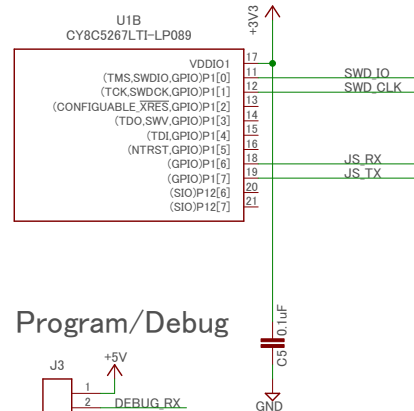 U1B
CY8C5267LTI-LP089
+3V3
VDDIO1 17
(TMS,SWDIO,GPIO)P1[0] 11 SWD_IO
(TCK,SWDCK,GPIO)P1[1] 12 SWD_CLK
(CONFIGUABLE_XRES,GPIO)P1[2] 13
(TDO,SWV,GPIO)P1[3] 14
(TDI,GPIO)P1[4] 15
(NTRST,GPIO)P1[5] 16
(GPIO)P1[6] 18 JS_RX
(GPIO)P1[7] 19 JS_TX
(SIO)P12[6] 20
(SIO)P12[7] 21
Program/Debug
C5 0.1uF
GND
J3
+5V
1
2 DEBUG_RX